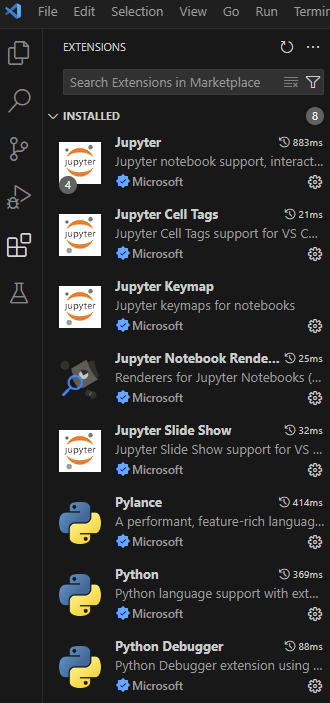 File Edit Selection View Go Run Termin
EXTENSIONS
Search Extensions in Marketplace
INSTALLED 8
Jupyter 883ms
Jupyter notebook support, interact...
jupyter
4
Microsoft
Jupyter Cell Tags 21ms
Jupyter Cell Tags support for VS C...
jupyter
Microsoft
Jupyter Keymap
Jupyter keymaps for notebooks
jupyter
Microsoft
Jupyter Notebook Rende... 25ms
Renderers for Jupyter Notebooks (...
Microsoft
Jupyter Slide Show 32ms
Jupyter Slide Show support for VS ...
jupyter
Microsoft
Pylance 414ms
A performant, feature-rich languag...
Microsoft
Python 369ms
Python language support with ext...
Microsoft
Python Debugger 88ms
Python Debugger extension using ...
Microsoft